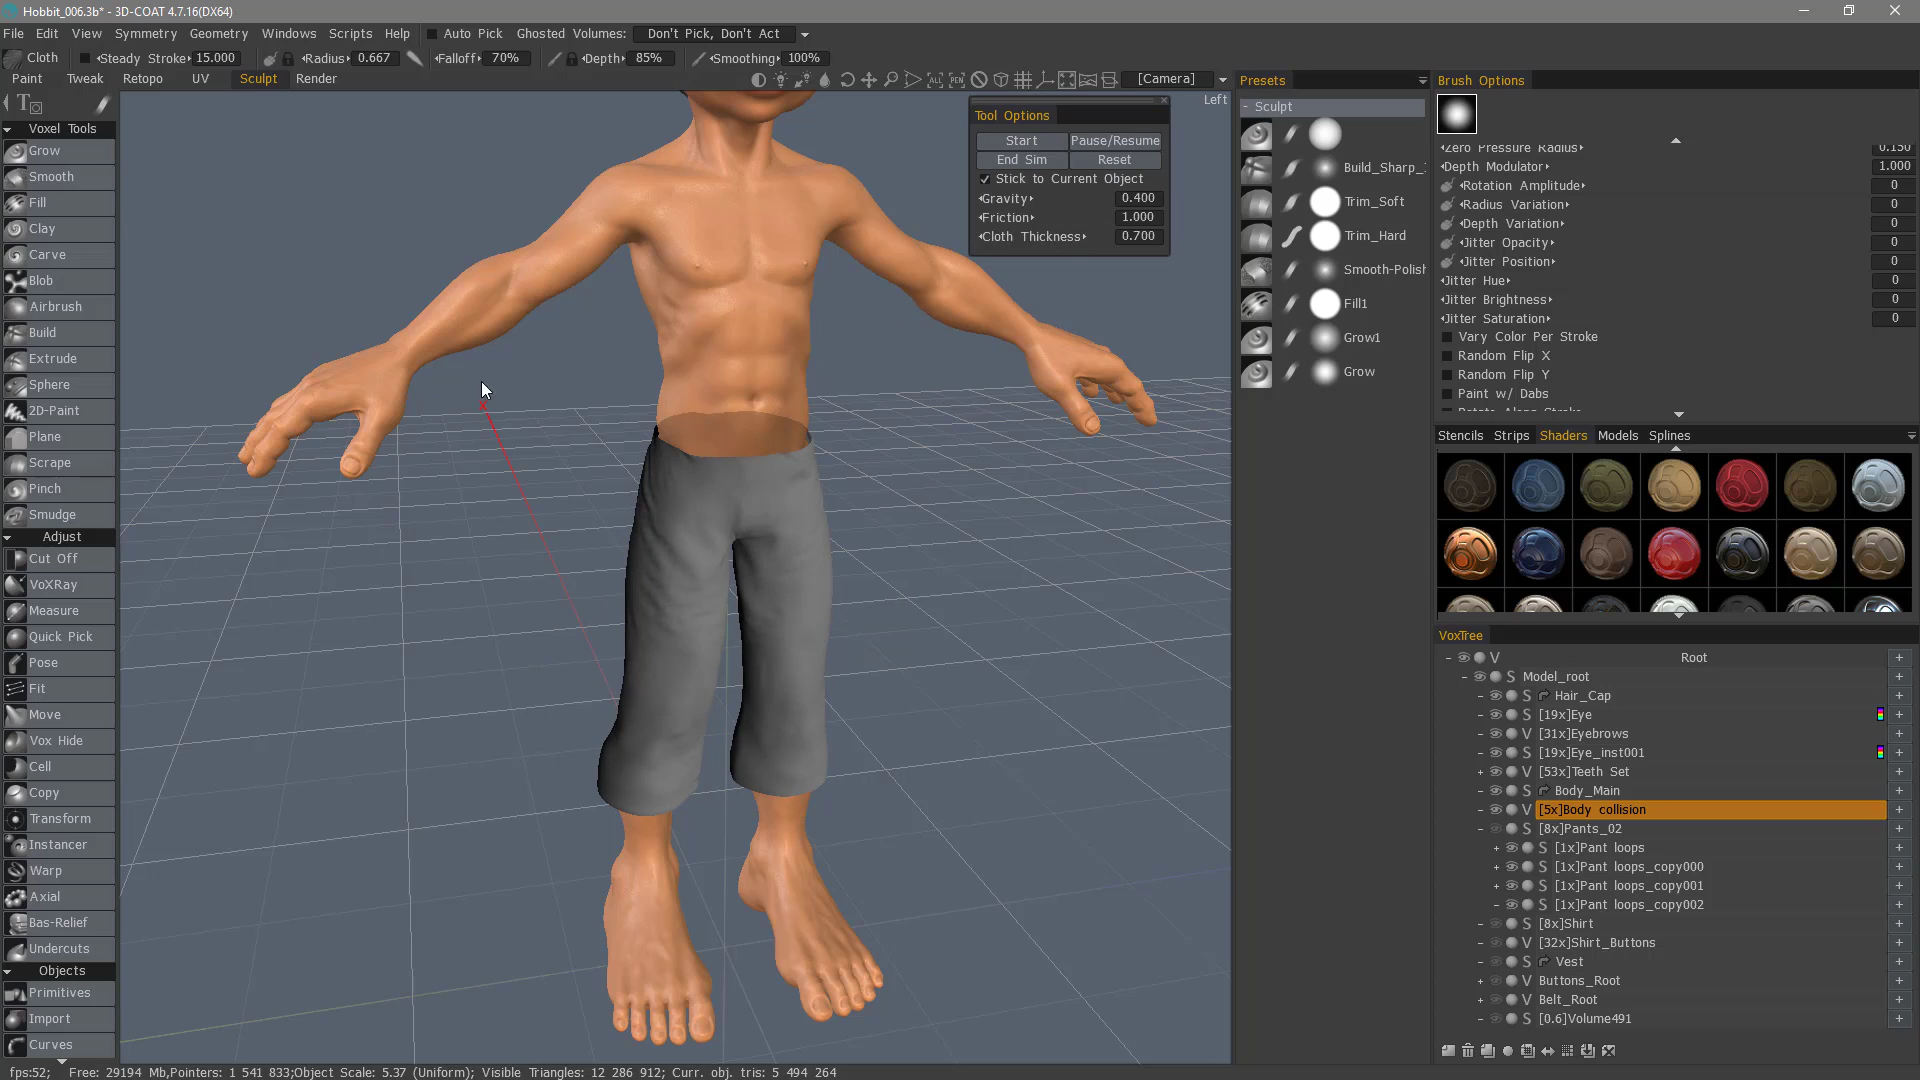 Hobbit_006.3b* - 3D-COAT 4.7.16(DX64)
File Edit View Symmetry Geometry Windows Scripts Help Auto Pick Ghosted Volumes: Don't Pick, Don't Act
Cloth Steady Stroke 15.000 Radius 0.667 Falloff 70% Depth 85% Smoothing 100%
Paint Tweak Retopo UV Sculpt Render [Camera]
Left
Voxel Tools
Grow
Smooth
Fill
Clay
Carve
Blob
Airbrush
Build
Extrude
Sphere
2D-Paint
Plane
Scrape
Pinch
Smudge
Adjust
Cut Off
VoXRay
Measure
Quick Pick
Pose
Fit
Move
Vox Hide
Cell
Copy
Transform
Instancer
Warp
Axial
Bas-Relief
Undercuts
Objects
Primitives
Import
Curves
Tool Options
Start Pause/Resume
End Sim Reset
Stick to Current Object
Gravity 0.400
Friction 1.000
Cloth Thickness 0.700
Presets
- Sculpt
Build_Sharp_
Trim_Soft
Trim_Hard
Smooth-Polish
Fill1
Grow1
Grow
Brush Options
Zero Pressure Radius 0.150
Depth Modulator 1.000
Rotation Amplitude 0
Radius Variation 0
Depth Variation 0
Jitter Opacity 0
Jitter Position 0
Jitter Hue 0
Jitter Brightness 0
Jitter Saturation 0
Vary Color Per Stroke
Random Flip X
Random Flip Y
Paint w/ Dabs
Rotate Along Stroke
Stencils Strips Shaders Models Splines
VoxTree
- V Root +
- S Model_root +
- S Hair_Cap +
- S [19x]Eye +
- V [31x]Eyebrows +
- S [19x]Eye_inst001 +
+ V [53x]Teeth Set +
- S Body_Main +
- V [5x]Body collision +
- S [8x]Pants_02 +
+ S [1x]Pant loops +
+ S [1x]Pant loops_copy000 +
+ S [1x]Pant loops_copy001 +
- S [1x]Pant loops_copy002 +
- S [8x]Shirt +
- V [32x]Shirt_Buttons +
- S Vest +
+ V Buttons_Root +
+ V Belt_Root +
- S [0.6]Volume491 +
fps:52; Free: 29194 Mb,Pointers: 1 541 833;Object Scale: 5.37 (Uniform); Visible Triangles: 12 286 912; Curr. obj. tris: 5 494 264